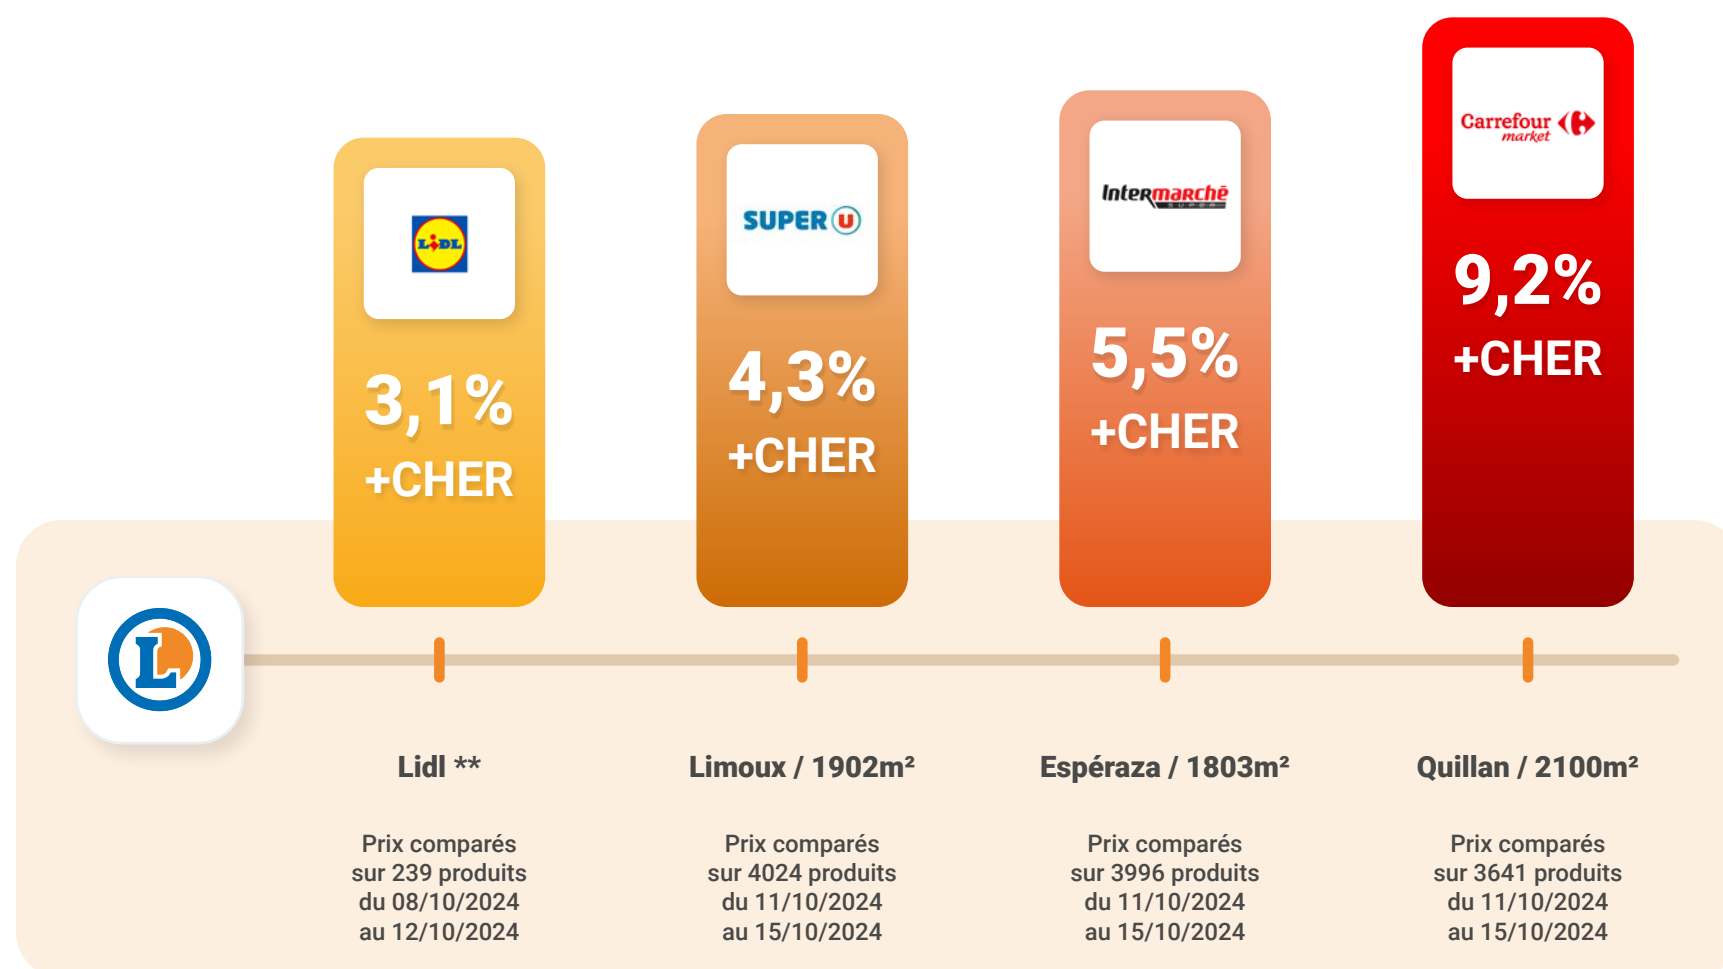 LiDL
3,1%
+CHER
SUPER U
4,3%
+CHER
Intermarchē
SUPER
5,5%
+CHER
Carrefour
market
9,2%
+CHER
L
Lidl **
Prix comparés
sur 239 produits
du 08/10/2024
au 12/10/2024
Limoux / 1902m²
Prix comparés
sur 4024 produits
du 11/10/2024
au 15/10/2024
Espéraza / 1803m²
Prix comparés
sur 3996 produits
du 11/10/2024
au 15/10/2024
Quillan / 2100m²
Prix comparés
sur 3641 produits
du 11/10/2024
au 15/10/2024